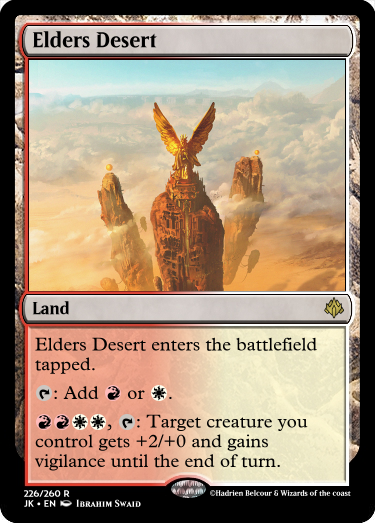 Elders Desert
Land
Elders Desert enters the battlefield
tapped.
: Add or .
, : Target creature you
control gets +2/+0 and gains
vigilance until the end of turn.
226/260 R
JK • EN Ibrahim Swaid
©Hadrien Belcour & Wizards of the coast